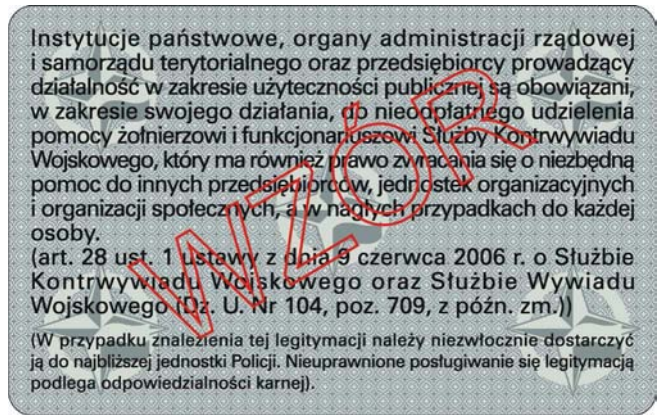 Instytucje państwowe, organy administracji rządowej
i samorządu terytorialnego oraz przedsiębiorcy prowadzący
działalność w zakresie użyteczności publicznej są obowiązani,
w zakresie swojego działania, do nieodpłatnego udzielenia
pomocy żołnierzowi i funkcjonariuszowi Służby Kontrwywiadu
Wojskowego, który ma również prawo zwracania się o niezbędną
pomoc do innych przedsiębiorców, jednostek organizacyjnych
i organizacji społecznych, a w nagłych przypadkach do każdej
osoby.
(art. 28 ust. 1 ustawy z dnia 9 czerwca 2006 r. o Służbie
Kontrwywiadu Wojskowego oraz Służbie Wywiadu
Wojskowego (Dz. U. Nr 104, poz. 709, z późn. zm.))
(W przypadku znalezienia tej legitymacji należy niezwłocznie dostarczyć
ją do najbliższej jednostki Policji. Nieuprawnione posługiwanie się legitymacją
podlega odpowiedzialności karnej).
WZÓR